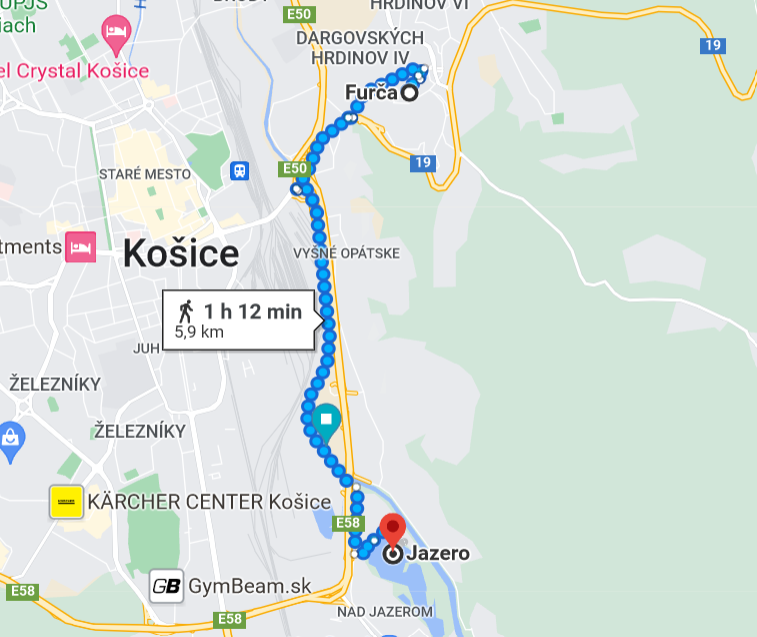 UPJS
iach
HRDINOV VI
E50
DARGOVSKÝCH
HRDINOV IV
19
el Crystal Košice
Furča
19
E50
STARÉ MESTO
tments
Košice
VYŠNÉ OPÁTSKE
1 h 12 min
5,9 km
JUH
ŽELEZNÍKY
ŽELEZNÍKY
KÄRCHER CENTER Košice
E58
Jazero
GB GymBeam.sk
E58
E58
NAD JAZEROM